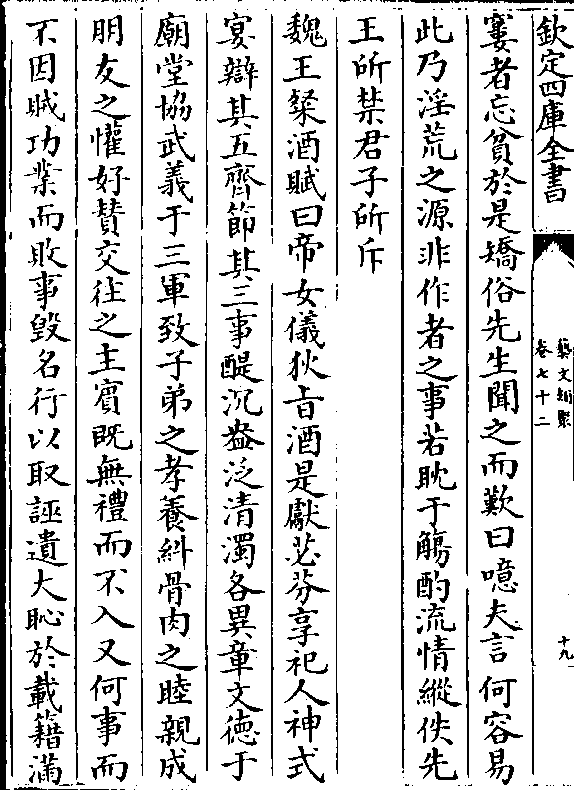 欽定四庫全書
藝文類聚
卷七十二
十九
窶者忘貧於是矯俗先生聞之而歎曰噫夫言何容易
此乃淫荒之源非作者之事若耽于觴酌流情縱佚先
王所禁君子所斥
魏王粲酒賦曰帝女儀狄旨酒是獻苾芬享祀人神式
宴辯其五齊節其三事醍沉盎泛清濁各異章文德于
廟堂協武義于三軍致子弟之孝養糾骨肉之睦親成
朋友之懽好贊交往之主賓既無禮而不入又何事而
不因賊功業而敗事毀名行以取誣遺大恥於載籍滿